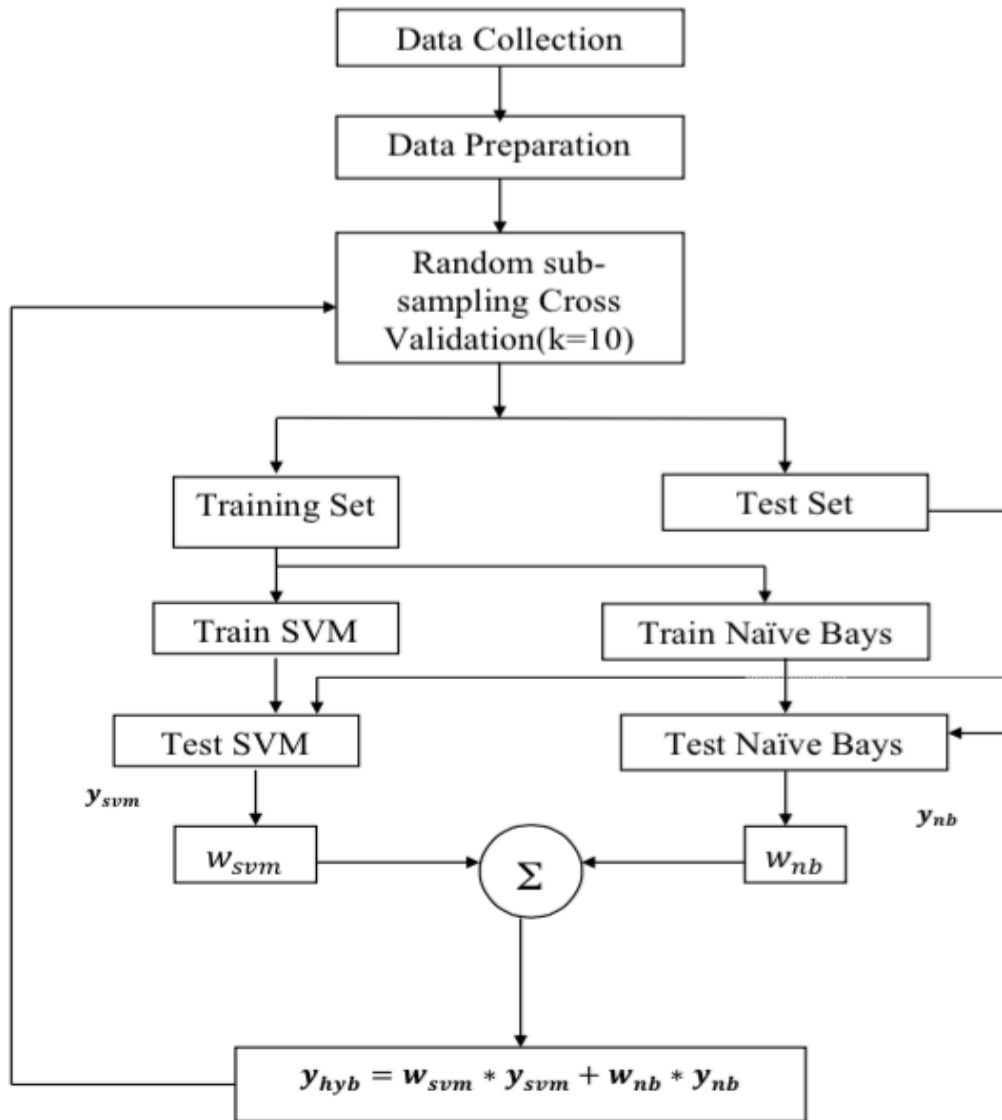 Data Collection
Data Preparation
Random sub-
sampling Cross
Validation(k=10)
Training Set
Test Set
Train SVM
Train Naïve Bays
Test SVM
Test Naïve Bays
y_svm
y_nb
w_svm
Σ
w_nb
y_hyb = w_svm * y_svm + w_nb * y_nb